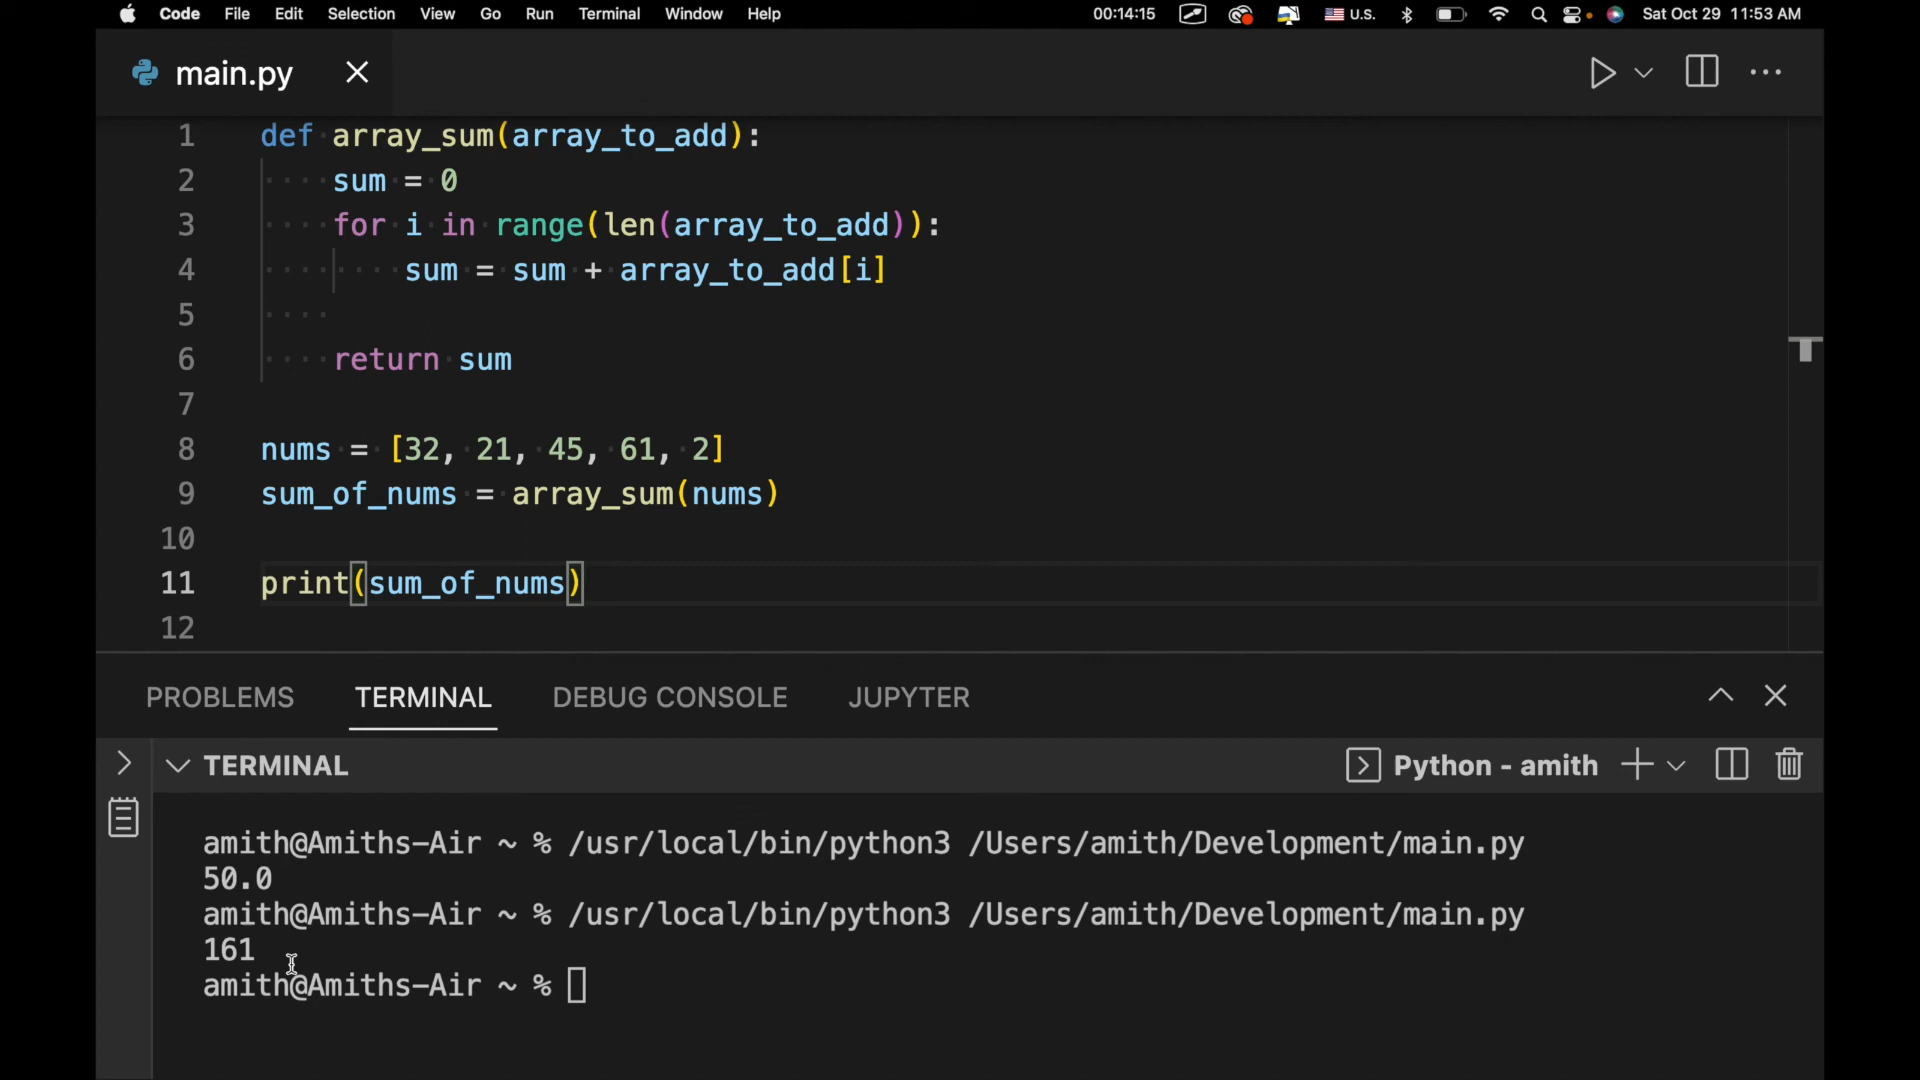 Code File Edit Selection View Go Run Terminal Window Help 00:14:15 U.S. Sat Oct 29 11:53 AM
main.py
1 def array_sum(array_to_add):
2 sum = 0
3 for i in range(len(array_to_add)):
4 sum = sum + array_to_add[i]
5
6 return sum
7
8 nums = [32, 21, 45, 61, 2]
9 sum_of_nums = array_sum(nums)
10
11 print(sum_of_nums)
12
PROBLEMS TERMINAL DEBUG CONSOLE JUPYTER
TERMINAL Python - amith
amith@Amiths-Air ~ % /usr/local/bin/python3 /Users/amith/Development/main.py
50.0
amith@Amiths-Air ~ % /usr/local/bin/python3 /Users/amith/Development/main.py
161
amith@Amiths-Air ~ %